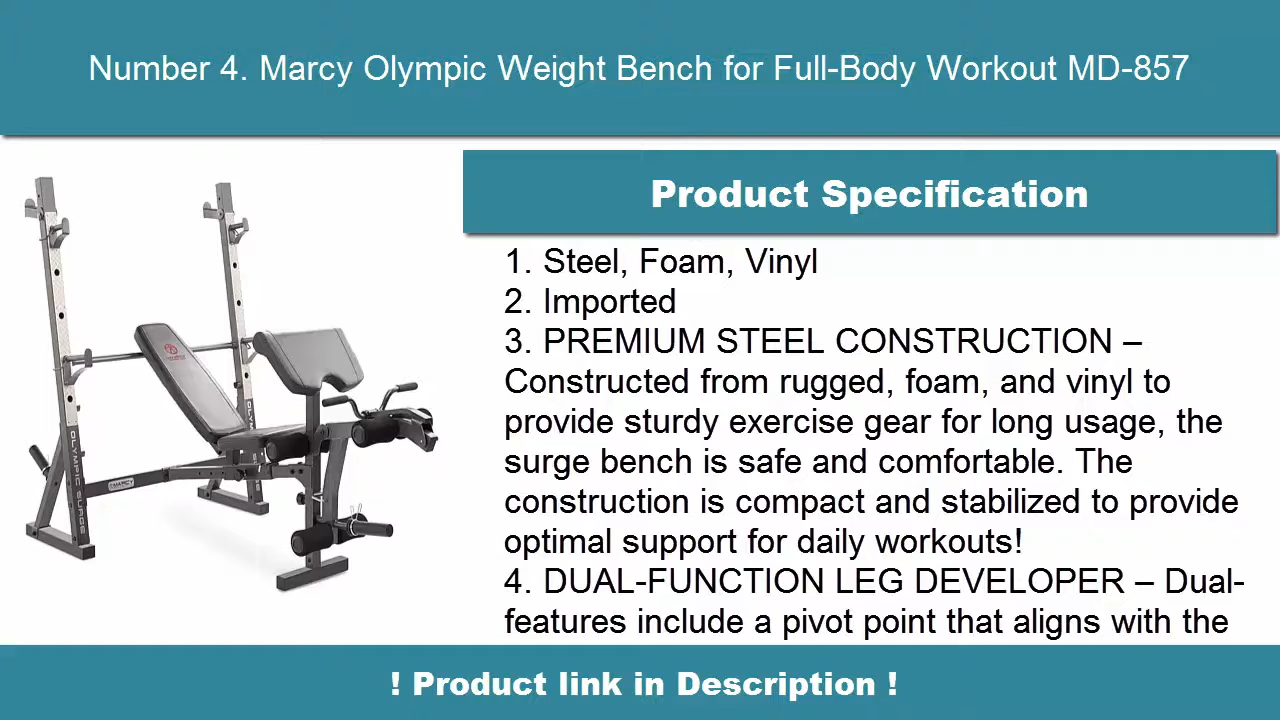 Number 4. Marcy Olympic Weight Bench for Full-Body Workout MD-857
Product Specification
1. Steel, Foam, Vinyl
2. Imported
3. PREMIUM STEEL CONSTRUCTION –
Constructed from rugged, foam, and vinyl to
provide sturdy exercise gear for long usage, the
surge bench is safe and comfortable. The
construction is compact and stabilized to provide
optimal support for daily workouts!
4. DUAL-FUNCTION LEG DEVELOPER – Dual-
features include a pivot point that aligns with the
OLYMPIC SURGE
MARCY
! Product link in Description !